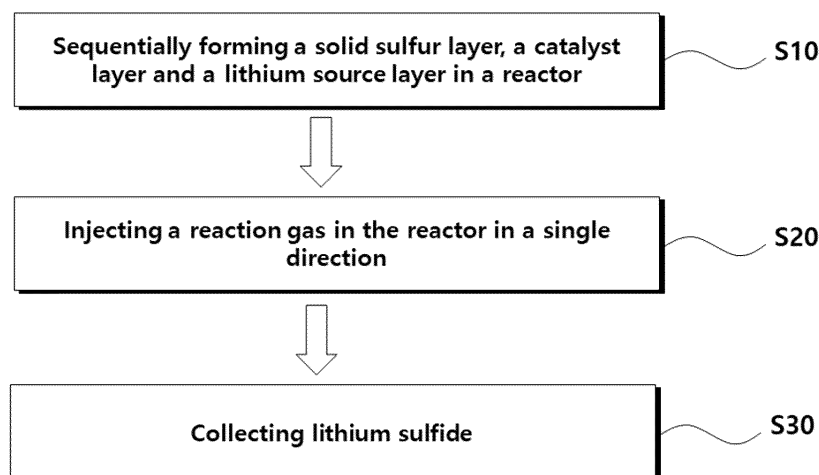 Sequentially forming a solid sulfur layer, a catalyst
layer and a lithium source layer in a reactor
S10
Injecting a reaction gas in the reactor in a single
direction
S20
Collecting lithium sulfide
S30